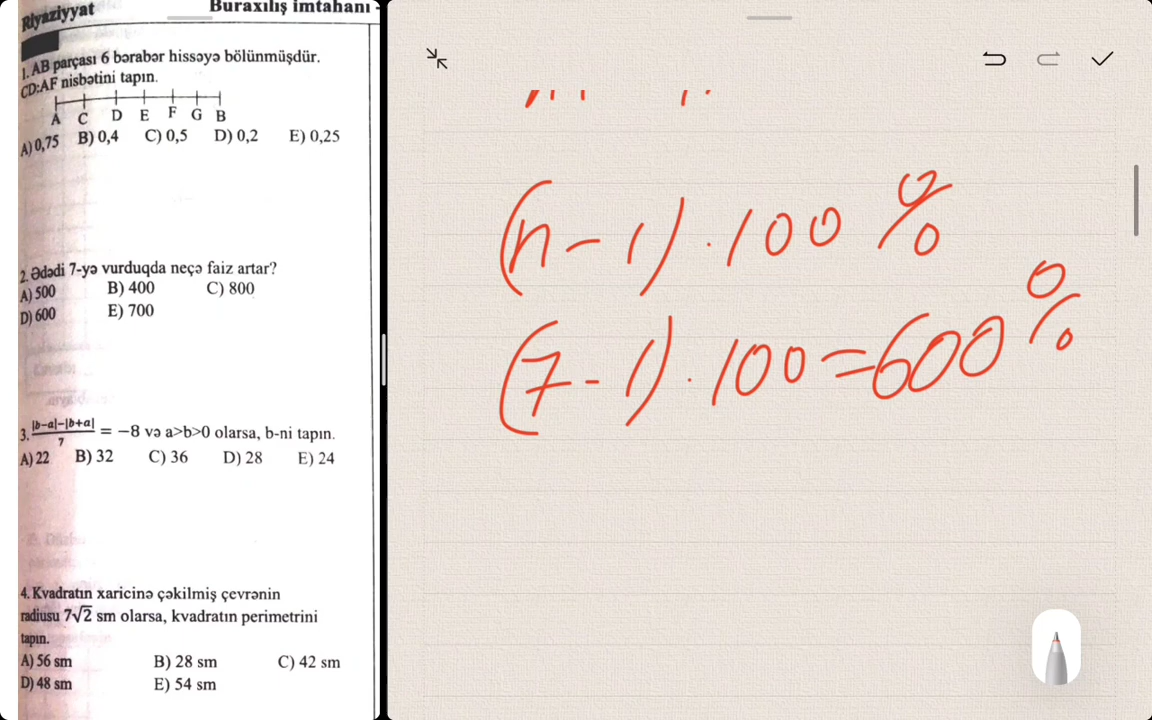 Riyaziyyat
Buraxılış imtahanı -
1. AB parçası 6 bərabər hissəyə bölünmüşdür.
CD:AF nisbətini tapın.
A C D E F G B
A) 0,75 B) 0,4 C) 0,5 D) 0,2 E) 0,25
2. Ədədi 7-yə vurduqda neçə faiz artar?
A) 500 B) 400 C) 800
D) 600 E) 700
3. |b−a|−|b+a|/7 = −8 və a>b>0 olarsa, b-ni tapın.
A) 22 B) 32 C) 36 D) 28 E) 24
4. Kvadratın xaricinə çəkilmiş çevrənin
radiusu 7√2 sm olarsa, kvadratın perimetrini
tapın.
A) 56 sm B) 28 sm C) 42 sm
D) 48 sm E) 54 sm
(n-1)·100%
(7-1)·100=600%